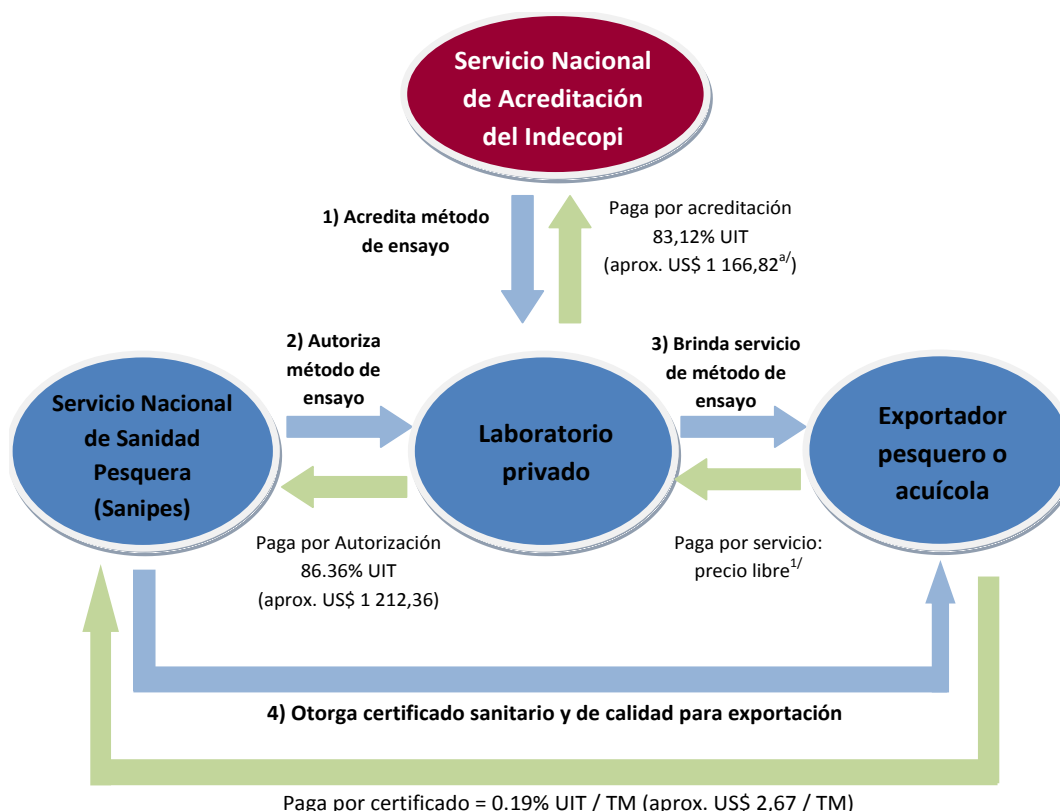 Servicio Nacional
de Acreditación
del Indecopi
1) Acredita método
de ensayo
Paga por acreditación
83,12% UIT
(aprox. US$ 1 166,82a/)
2) Autoriza
método de
ensayo
3) Brinda servicio
de método de
ensayo
Servicio Nacional
de Sanidad
Pesquera
(Sanipes)
Laboratorio
privado
Exportador
pesquero o
acuícola
Paga por Autorización
86.36% UIT
(aprox. US$ 1 212,36)
Paga por servicio:
precio libre1/
4) Otorga certificado sanitario y de calidad para exportación
Paga por certificado = 0.19% UIT / TM (aprox. US$ 2,67 / TM)